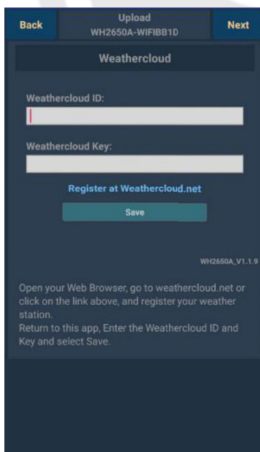 Back
Upload
Next
WH2650A-WIFIBB1D
Weathercloud
Weathercloud ID:
Weathercloud Key:
Register at Weathercloud.net
Save
WH2650A_V1.1.9
Open your Web Browser, go to weathercloud.net or
click on the link above, and register your weather
station.
Return to this app, Enter the Weathercloud ID and
Key and select Save.